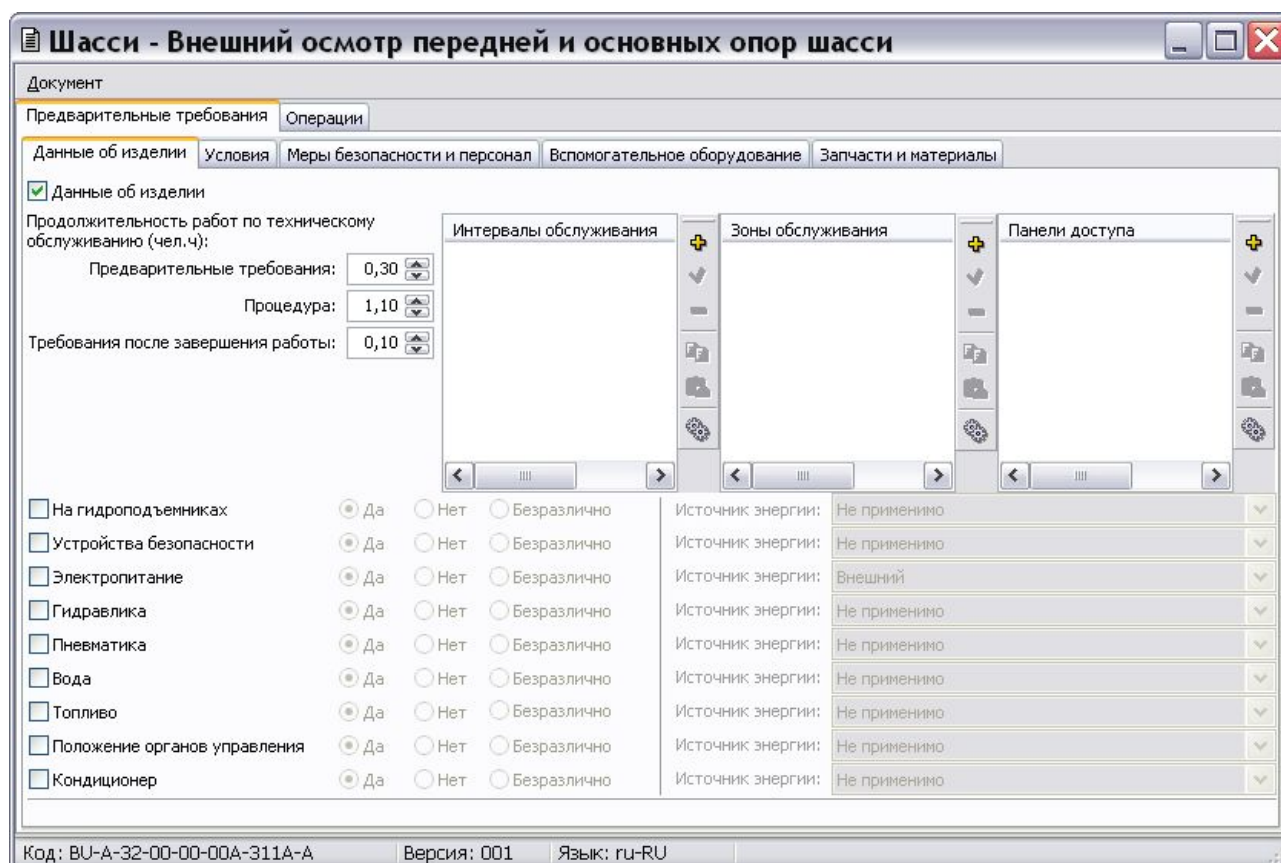 Шасси - Внешний осмотр передней и основных опор шасси
Документ
Предварительные требования Операции
Данные об изделии Условия Меры безопасности и персонал Вспомогательное оборудование Запчасти и материалы
Данные об изделии
Продолжительность работ по техническому
обслуживанию (чел.ч):
Предварительные требования: 0,30
Процедура: 1,10
Требования после завершения работы: 0,10
Интервалы обслуживания
Зоны обслуживания
Панели доступа
На гидроподъемниках Да Нет Безразлично Источник энергии: Не применимо
Устройства безопасности Да Нет Безразлично Источник энергии: Не применимо
Электропитание Да Нет Безразлично Источник энергии: Внешний
Гидравлика Да Нет Безразлично Источник энергии: Не применимо
Пневматика Да Нет Безразлично Источник энергии: Не применимо
Вода Да Нет Безразлично Источник энергии: Не применимо
Топливо Да Нет Безразлично Источник энергии: Не применимо
Положение органов управления Да Нет Безразлично Источник энергии: Не применимо
Кондиционер Да Нет Безразлично Источник энергии: Не применимо
Код: BU-A-32-00-00-00A-311A-A Версия: 001 Язык: ru-RU